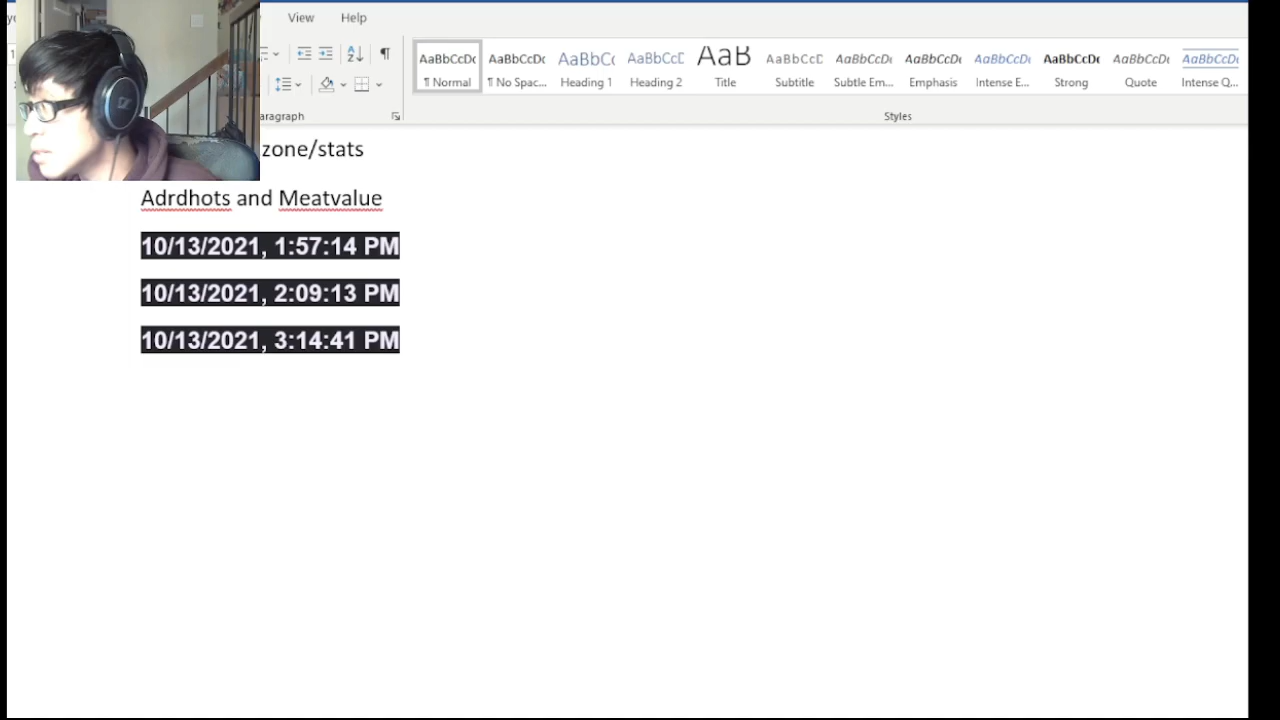 View Help
AaBbCcDc AaBbCcDc AaBbCc AaBbCcD AaB AaBbCcD AaBbCcDc AaBbCcDc AaBbCcDc AaBbCcDc AaBbCcDc AaBbCcDc
¶ Normal ¶ No Spac... Heading 1 Heading 2 Title Subtitle Subtle Em... Emphasis Intense E... Strong Quote Intense Q...
aragraph Styles
zone/stats
Adrdhots and Meatvalue
10/13/2021, 1:57:14 PM
10/13/2021, 2:09:13 PM
10/13/2021, 3:14:41 PM